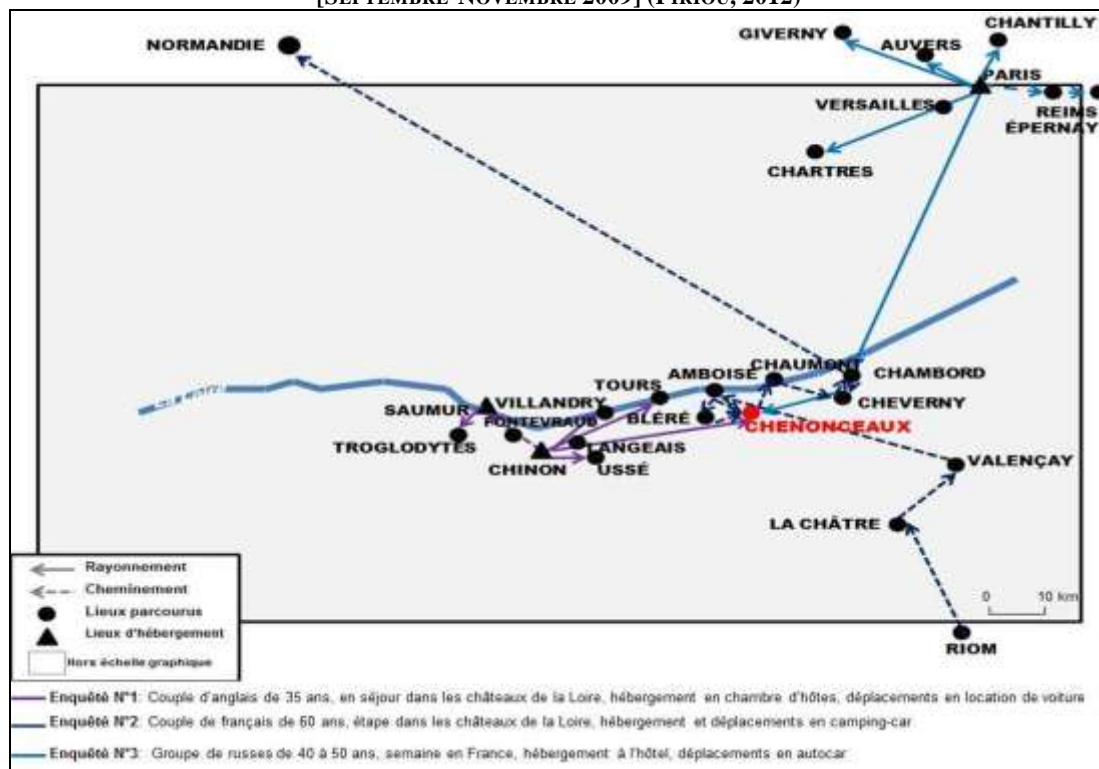 [SEPTEMBRE-NOVEMBRE 2009] (PIRIOU, 2012)
NORMANDIE
GIVERNY
CHANTILLY
AUVERS
PARIS
VERSAILLES
REIMS
ÉPERNAY
CHARTRES
CHAUMONT
AMBOISE
CHAMBORD
TOURS
CHEVERNY
VILLANDRY
SAUMUR
FONTEVRAUD
BLÉRÉ
CHENONCEAUX
TROGLODYTES
LANGEAIS
CHINON
USSÉ
VALENÇAY
LA CHÂTRE
RIOM
0 10 km
Rayonnement
Cheminement
Lieux parcourus
Lieux d'hébergement
Hors échelle graphique
Enquêté N°1: Couple d'anglais de 35 ans, en séjour dans les châteaux de la Loire, hébergement en chambre d'hôtes, déplacements en location de voiture
Enquêté N°2: Couple de français de 60 ans, étape dans les châteaux de la Loire, hébergement et déplacements en camping-car
Enquêté N°3: Groupe de russes de 40 à 50 ans, semaine en France, hébergement à l'hôtel, déplacements en autocar